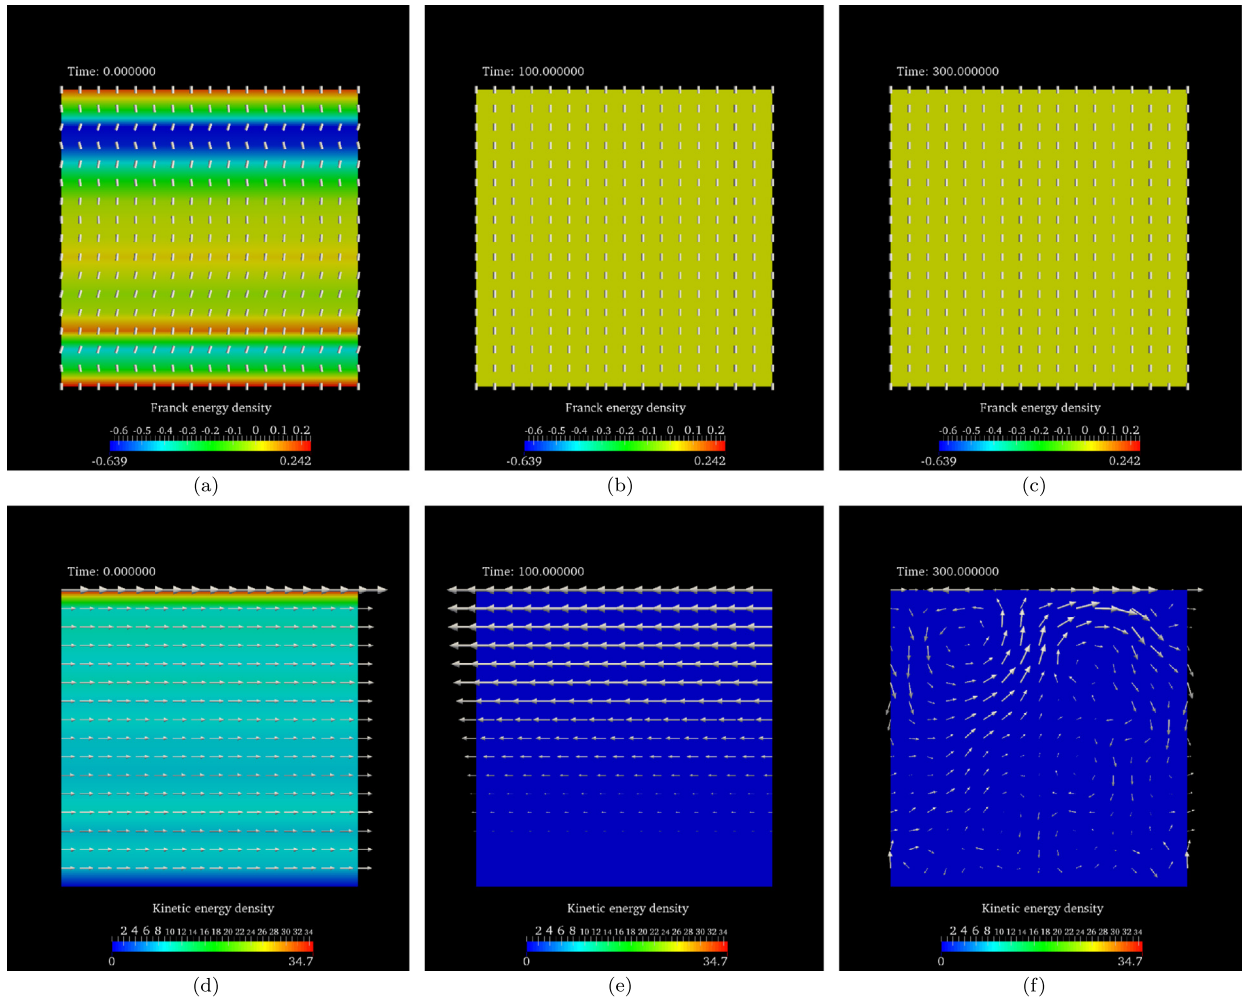 Time: 0.000000
Time: 100.000000
Time: 300.000000
Franck energy density
Franck energy density
Franck energy density
-0.6 -0.5 -0.4 -0.3 -0.2 -0.1 0 0.1 0.2
-0.6 -0.5 -0.4 -0.3 -0.2 -0.1 0 0.1 0.2
-0.6 -0.5 -0.4 -0.3 -0.2 -0.1 0 0.1 0.2
-0.639 0.242
-0.639 0.242
-0.639 0.242
(a)
(b)
(c)
Time: 0.000000
Time: 100.000000
Time: 300.000000
Kinetic energy density
Kinetic energy density
Kinetic energy density
2 4 6 8 10 12 14 16 18 20 22 24 26 28 30 32 34
2 4 6 8 10 12 14 16 18 20 22 24 26 28 30 32 34
2 4 6 8 10 12 14 16 18 20 22 24 26 28 30 32 34
0 34.7
0 34.7
0 34.7
(d)
(e)
(f)